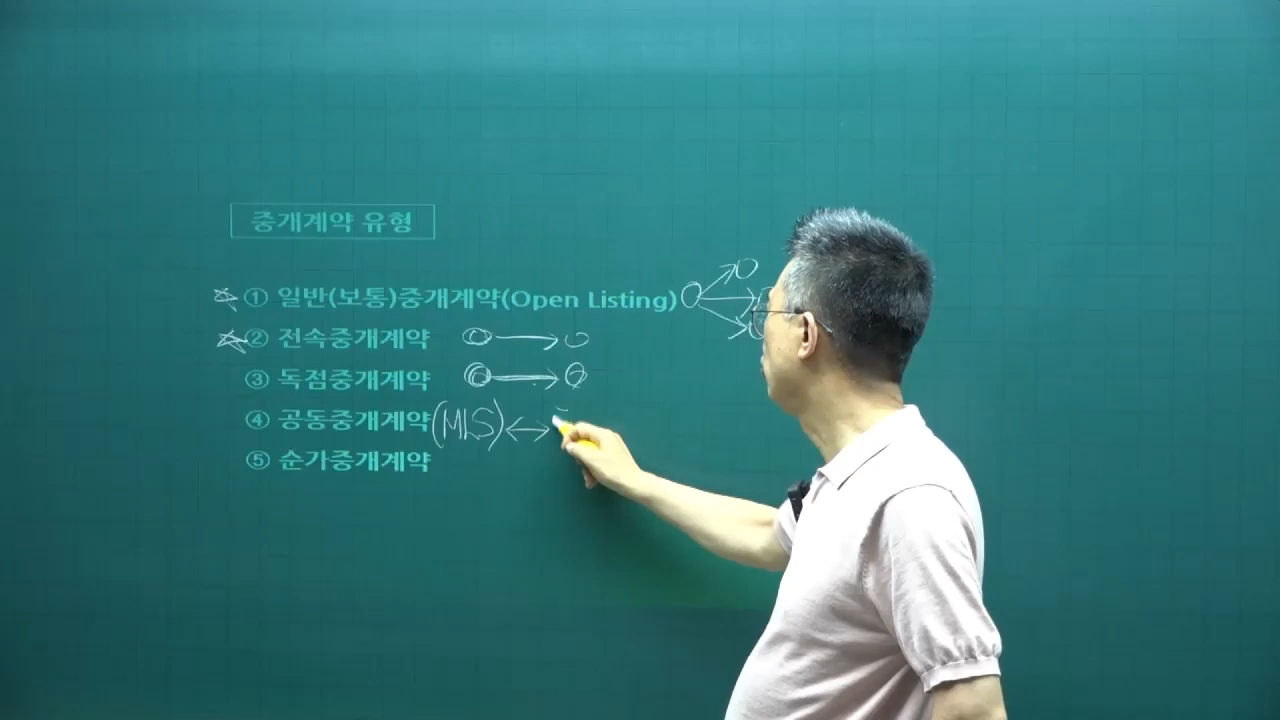 중개계약 유형
① 일반(보통)중개계약(Open Listing)
② 전속중개계약
③ 독점중개계약
④ 공동중개계약(MLS)
⑤ 순가중개계약